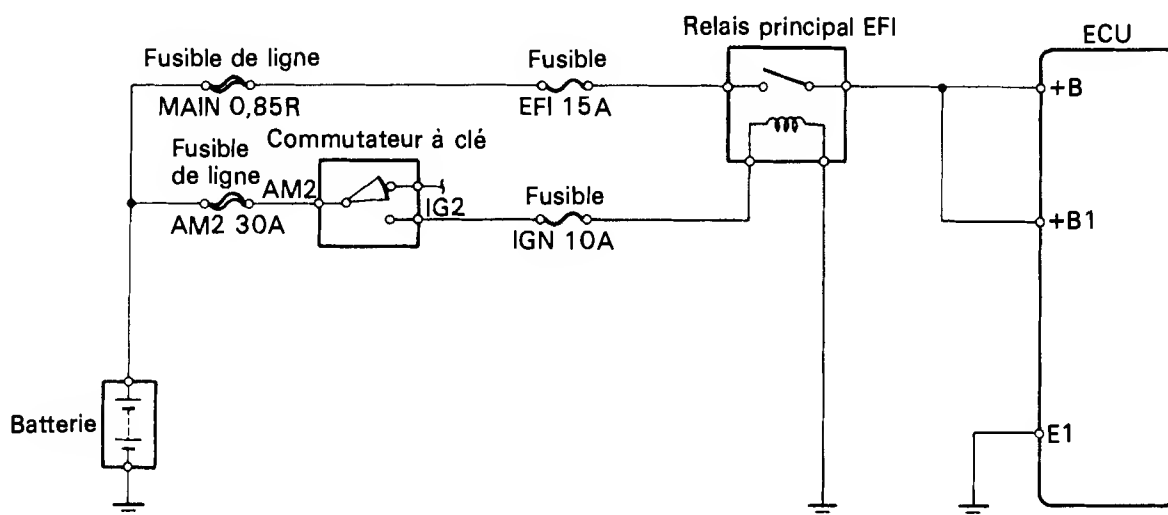 Relais principal EFI
ECU
Fusible de ligne
Fusible
+B
MAIN 0,85R
EFI 15A
Fusible
de ligne
Commutateur à clé
AM2
Fusible
IG2
+B1
AM2 30A
IGN 10A
Batterie
E1